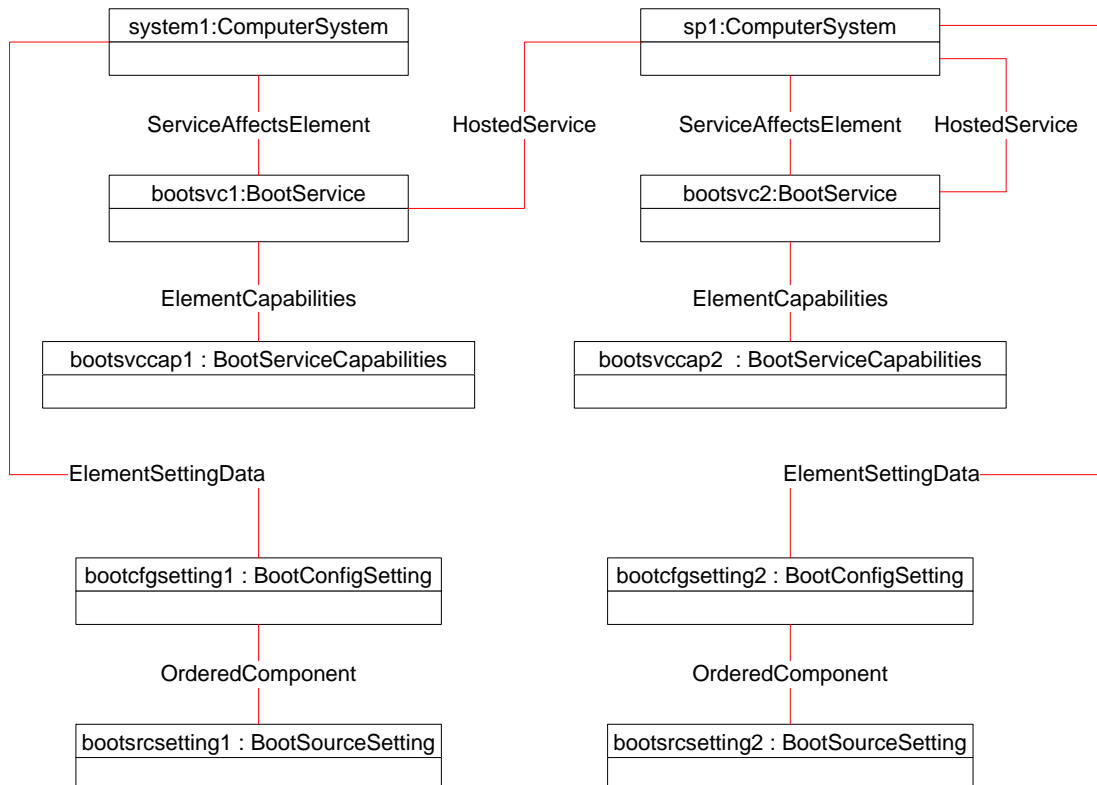 system1:ComputerSystem
sp1:ComputerSystem
ServiceAffectsElement
HostedService
ServiceAffectsElement
HostedService
bootsvc1:BootService
bootsvc2:BootService
ElementCapabilities
ElementCapabilities
bootsvccap1 : BootServiceCapabilities
bootsvccap2 : BootServiceCapabilities
ElementSettingData
ElementSettingData
bootcfgsetting1 : BootConfigSetting
bootcfgsetting2 : BootConfigSetting
OrderedComponent
OrderedComponent
bootsrcsetting1 : BootSourceSetting
bootsrcsetting2 : BootSourceSetting